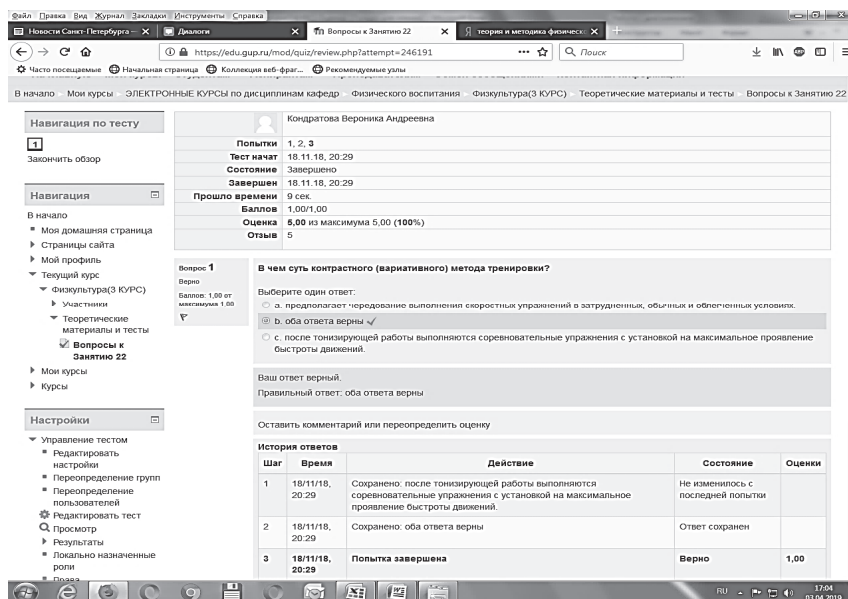 Файл Правка Вид Журнал Закладки Инструменты Справка
Новости Санкт-Петербурга —
Диалоги
Вопросы к Занятию 22
теория и методика физическо
https://edu.gup.ru/mod/quiz/review.php?attempt=246191
Поиск
Часто посещаемые Начальная страница Коллекция веб-фраг... Рекомендуемые узлы
В начало Мои курсы ЭЛЕКТРОННЫЕ КУРСЫ по дисциплинам кафедр Физического воспитания Физкультура(3 КУРС) Теоретические материалы и тесты Вопросы к Занятию 22
Навигация по тесту
1
Закончить обзор
Навигация
В начало
Моя домашняя страница
Страницы сайта
Мой профиль
Текущий курс
Физкультура(3 КУРС)
Участники
Теоретические
материалы и тесты
Вопросы к
Занятию 22
Мои курсы
Курсы
Настройки
Управление тестом
Редактировать
настройки
Переопределение групп
Переопределение
пользователей
Редактировать тест
Просмотр
Результаты
Локально назначенные
роли
Права
Кондратова Вероника Андреевна
Попытки 1, 2, 3
Тест начат 18.11.18, 20:29
Состояние Завершено
Завершен 18.11.18, 20:29
Прошло времени 9 сек.
Баллов 1,00/1,00
Оценка 5,00 из максимума 5,00 (100%)
Отзыв 5
Вопрос 1
Верно
Баллов: 1,00 от
максимума 1,00
В чем суть контрастного (вариативного) метода тренировки?
Выберите один ответ:
a. предполагает чередование выполнения скоростных упражнений в затрудненных, обычных и облегченных условиях.
b. оба ответа верны ✓
c. после тонизирующей работы выполняются соревновательные упражнения с установкой на максимальное проявление
быстроты движений.
Ваш ответ верный.
Правильный ответ: оба ответа верны
Оставить комментарий или переопределить оценку
История ответов
Шаг Время Действие Состояние Оценки
1 18/11/18, 20:29 Сохранено: после тонизирующей работы выполняются
соревновательные упражнения с установкой на максимальное
проявление быстроты движений.
Не изменилось с
последней попытки
2 18/11/18, 20:29 Сохранено: оба ответа верны Ответ сохранен
3 18/11/18, 20:29 Попытка завершена Верно 1,00
RU
17:04
03.04.2019